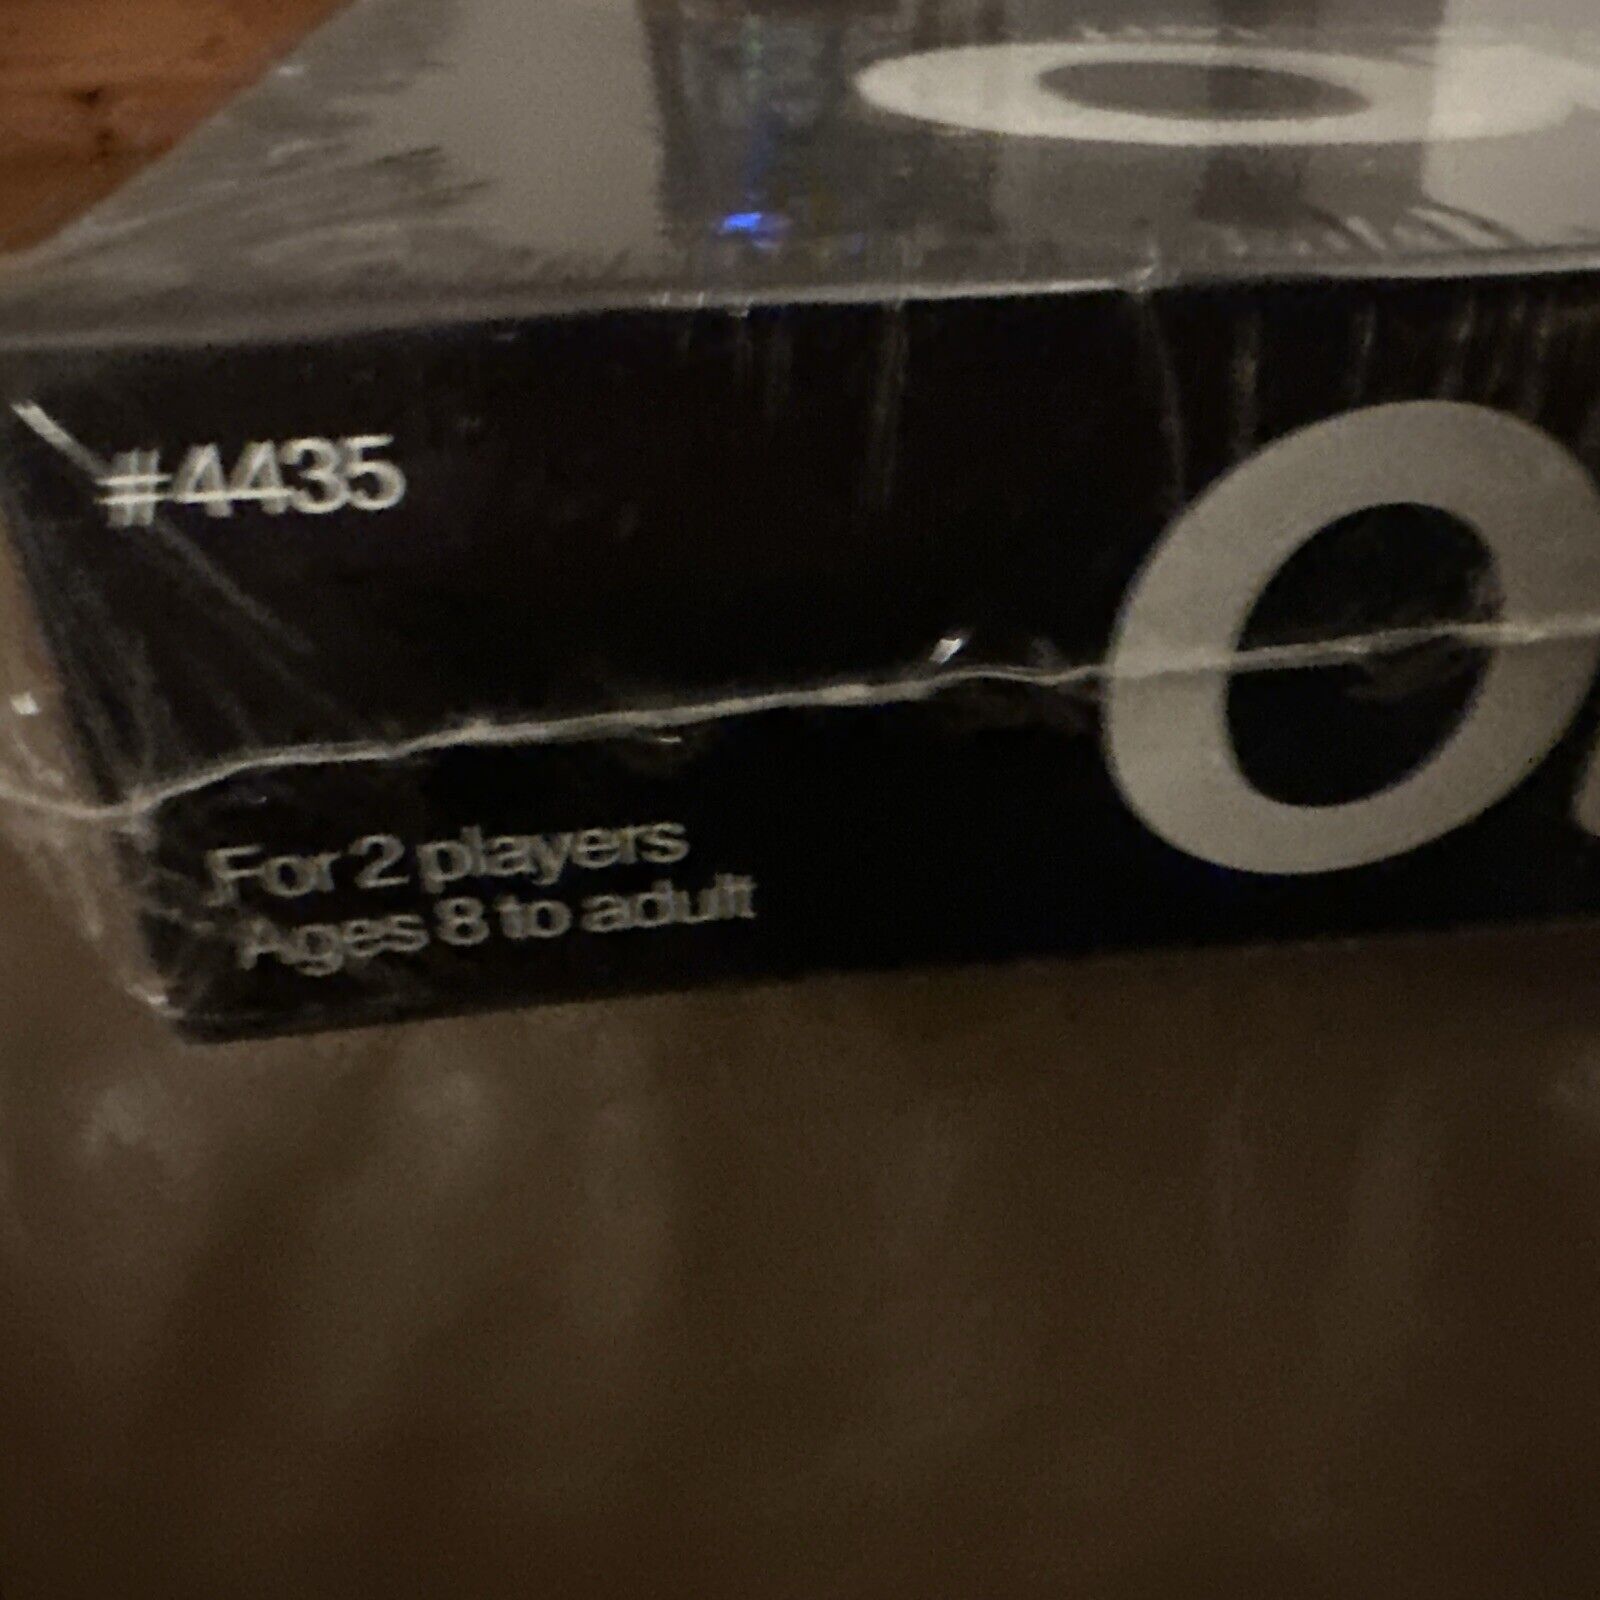 #4435
O
For 2 players
Ages 8 to adult